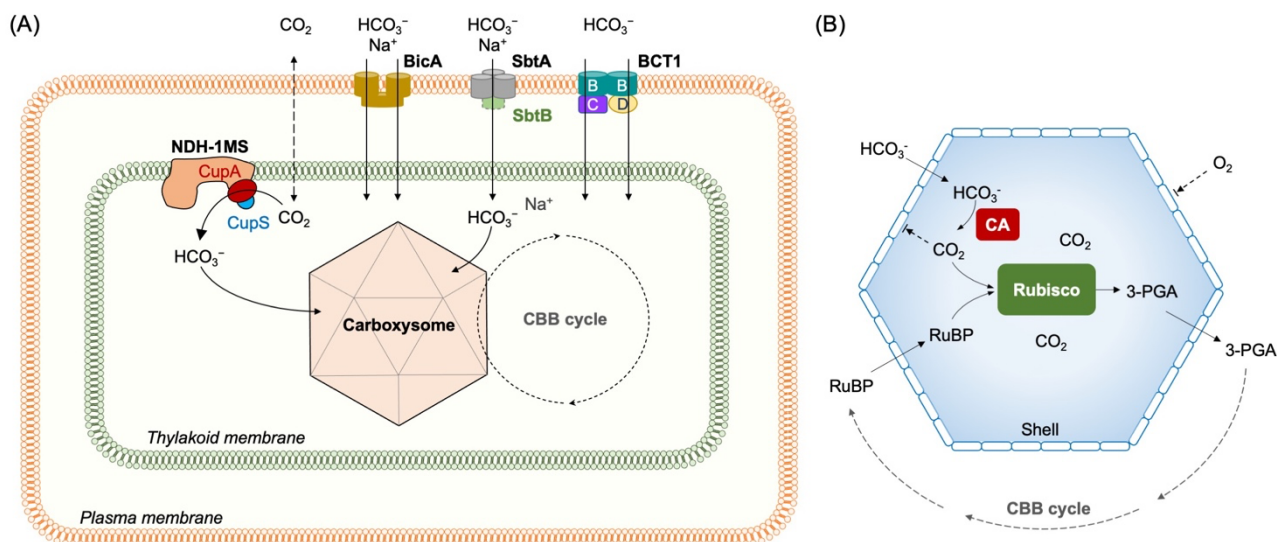 (A)
CO₂
HCO₃⁻
Na⁺
BicA
HCO₃⁻
Na⁺
SbtA
SbtB
HCO₃⁻
BCT1
B
B
C
D
NDH-1MS
CupA
CupS
CO₂
HCO₃⁻
HCO₃⁻
Na⁺
Carboxysome
CBB cycle
Thylakoid membrane
Plasma membrane
(B)
HCO₃⁻
O₂
HCO₃⁻
CA
CO₂
CO₂
Rubisco
3-PGA
RuBP
CO₂
3-PGA
RuBP
Shell
CBB cycle